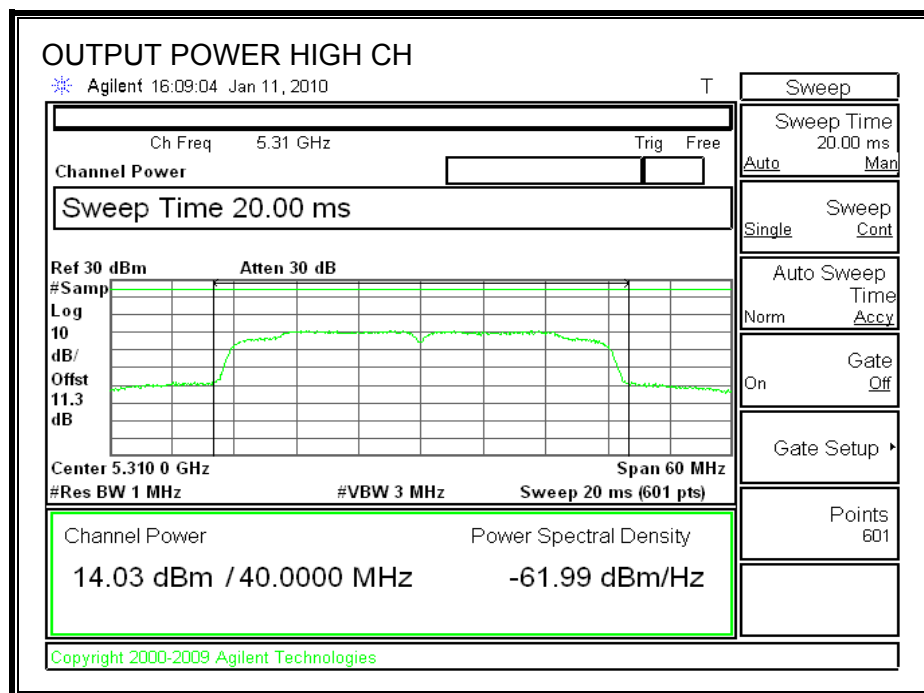 OUTPUT POWER HIGH CH
Agilent 16:09:04 Jan 11, 2010 T
Ch Freq 5.31 GHz Trig Free
Channel Power
Sweep Time 20.00 ms
Ref 30 dBm Atten 30 dB
#Samp
Log
10
dB/
Offst
11.3
dB
Center 5.310 0 GHz Span 60 MHz
#Res BW 1 MHz #VBW 3 MHz Sweep 20 ms (601 pts)
Channel Power Power Spectral Density
14.03 dBm / 40.0000 MHz -61.99 dBm/Hz
Copyright 2000-2009 Agilent Technologies
Sweep
Sweep Time
20.00 ms
Auto Man
Sweep
Single Cont
Auto Sweep
Time
Norm Accy
Gate
On Off
Gate Setup
Points
601